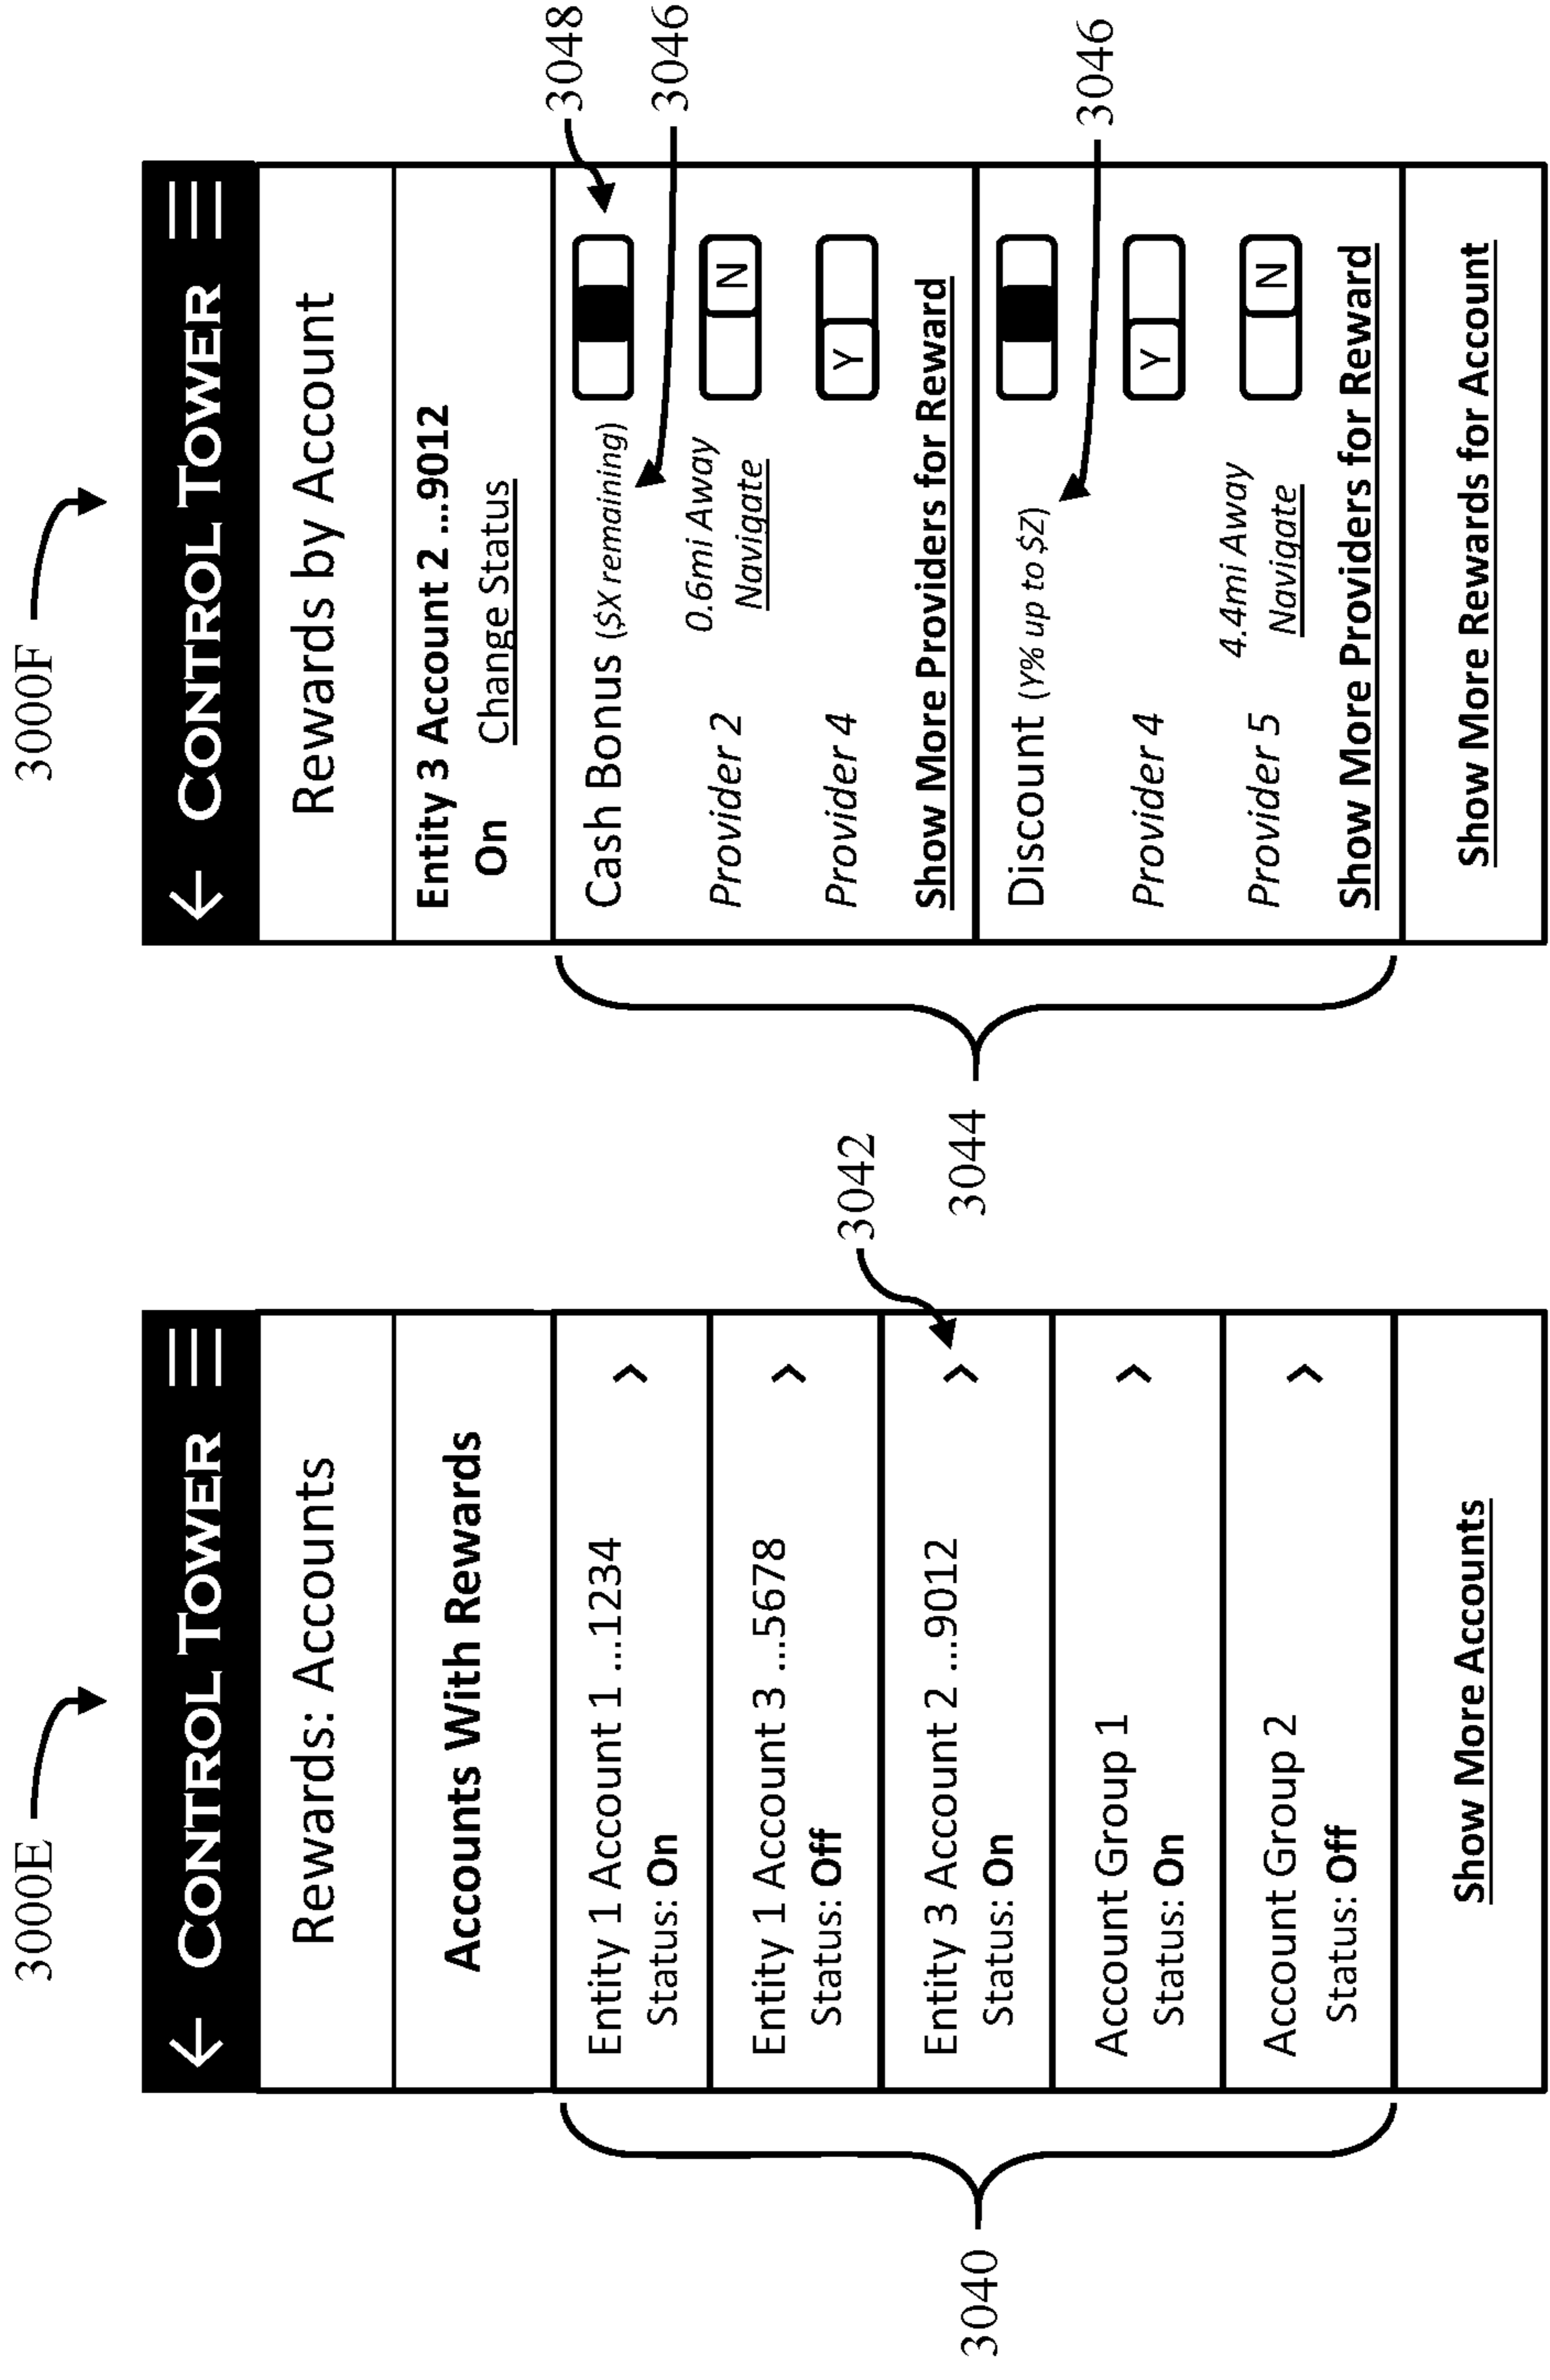 3000E
← CONTROL TOWER
Rewards: Accounts
Accounts With Rewards
Entity 1 Account 1 ...1234 >
Status: On
Entity 1 Account 3 ...5678 >
Status: Off
Entity 3 Account 2 ...9012 >
Status: On
Account Group 1 >
Status: On
Account Group 2 >
Status: Off
Show More Accounts
3040
3042
3000F
← CONTROL TOWER
Rewards by Account
Entity 3 Account 2 ...9012
On Change Status
Cash Bonus ($X remaining)
Provider 2 0.6mi Away N
Navigate
Provider 4 Y
Show More Providers for Reward
Discount (Y% up to $Z)
Provider 4 Y
Provider 5 4.4mi Away N
Navigate
Show More Providers for Reward
Show More Rewards for Account
3044
3048
3046
3046